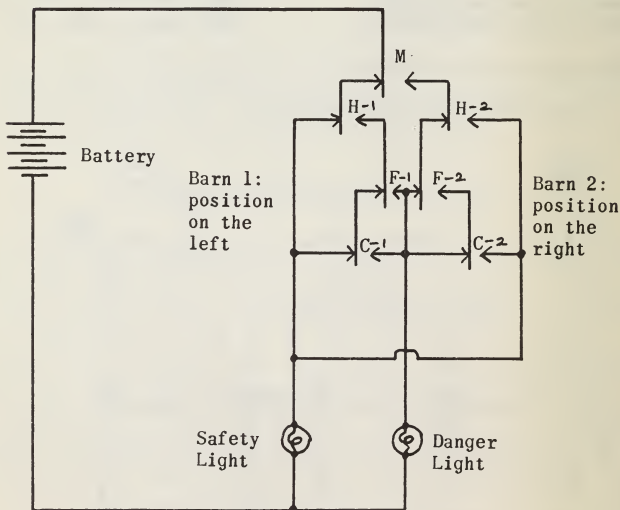 M
H-1
H-2
Battery
Barn 1:
position
on the
left
F-1
F-2
Barn 2:
position
on the
right
C-1
C-2
Safety
Light
Danger
Light